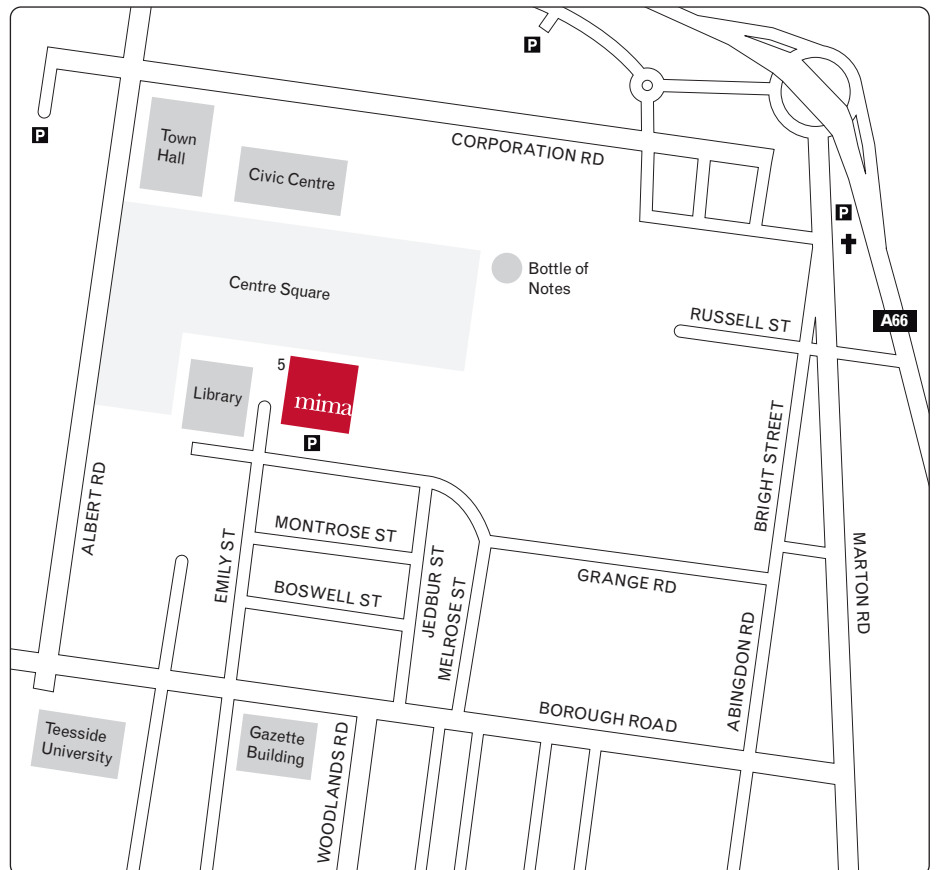 P
P
Town
Hall
CORPORATION RD
Civic Centre
P
Bottle of
Notes
Centre Square
RUSSELL ST
A66
5
Library
mima
P
BRIGHT STREET
ALBERT RD
MONTROSE ST
EMILY ST
BOSWELL ST
JEDBUR ST
MELROSE ST
GRANGE RD
MARTON RD
ABINGDON RD
BOROUGH ROAD
Teesside
University
Gazette
Building
WOODLANDS RD